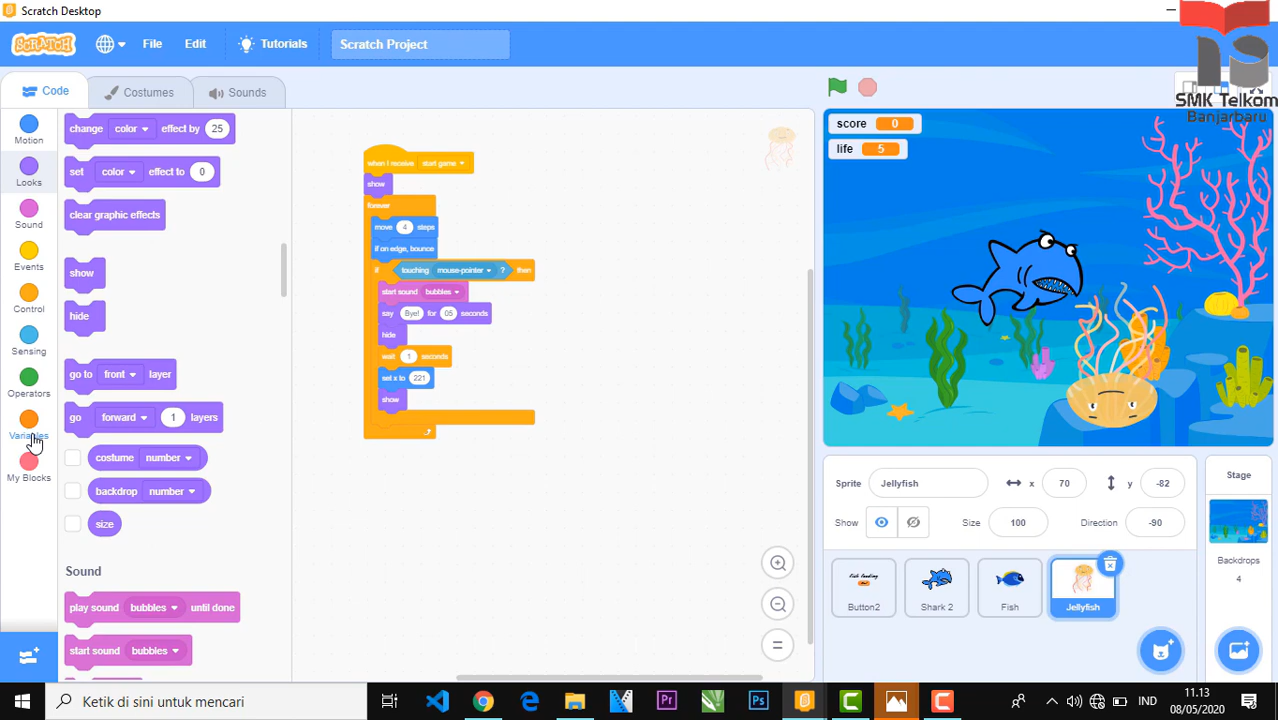 Scratch Desktop
SCRATCH
File
Edit
Tutorials
Scratch Project
SMK Telkom
Banjarbaru
Code
Costumes
Sounds
Motion
Looks
Sound
Events
Control
Sensing
Operators
Variables
My Blocks
change color effect by 25
set color effect to 0
clear graphic effects
show
hide
go to front layer
go forward 1 layers
costume number
backdrop number
size
Sound
play sound bubbles until done
start sound bubbles
when I receive start game
show
forever
move 4 steps
if on edge, bounce
if touching mouse-pointer ? then
start sound bubbles
say Bye! for 05 seconds
hide
wait 1 seconds
set x to 221
show
score 0
life 5
Sprite Jellyfish
x 70
y -82
Show
Size 100
Direction -90
Button2
Shark 2
Fish
Jellyfish
Stage
Backdrops
4
Ketik di sini untuk mencari
Pr
Ps
IND
11.13
08/05/2020